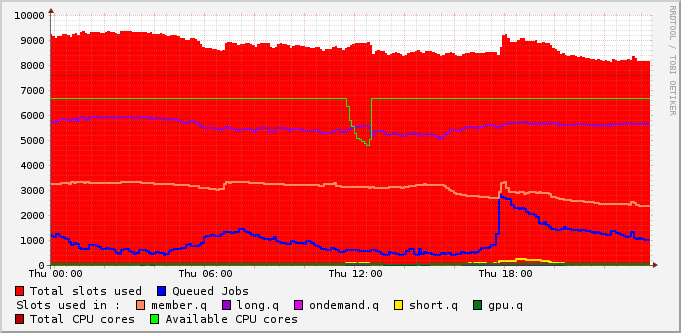 10000
9000
8000
7000
6000
5000
4000
3000
2000
1000
0
Thu 00:00 Thu 06:00 Thu 12:00 Thu 18:00
Total slots used Queued Jobs
Slots used in : member.q long.q ondemand.q short.q gpu.q
Total CPU cores Available CPU cores
RRDTOOL / TOBI OETIKER